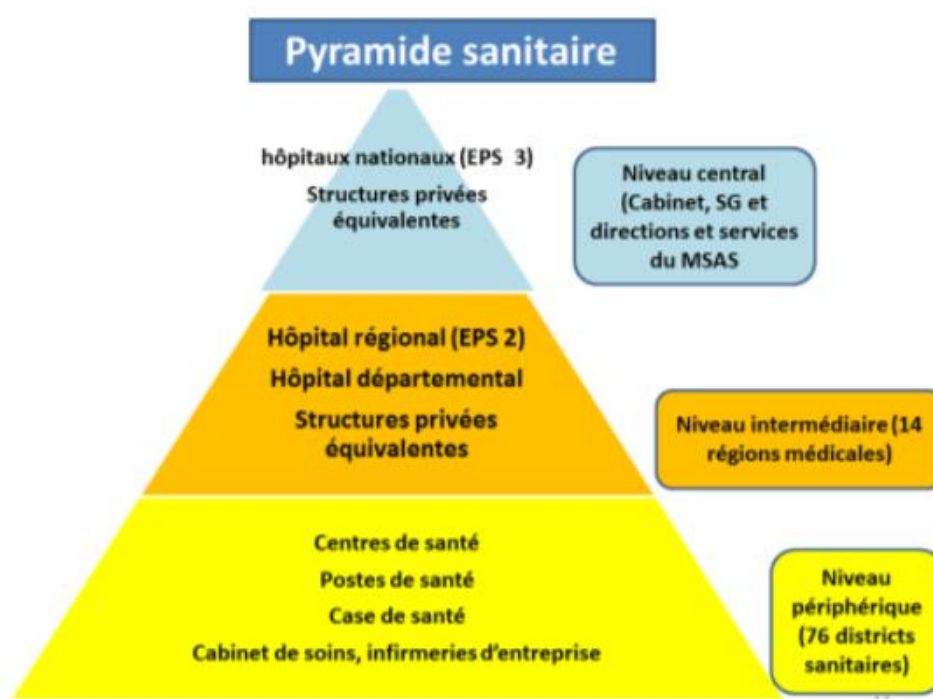 Pyramide sanitaire
hôpitaux nationaux (EPS 3)
Structures privées
équivalentes
Niveau central
(Cabinet, SG et
directions et services
du MSAS
Hôpital régional (EPS 2)
Hôpital départemental
Structures privées
équivalentes
Niveau intermédiaire (14
régions médicales)
Centres de santé
Postes de santé
Case de santé
Cabinet de soins, infirmeries d'entreprise
Niveau
périphérique
(76 districts
sanitaires)